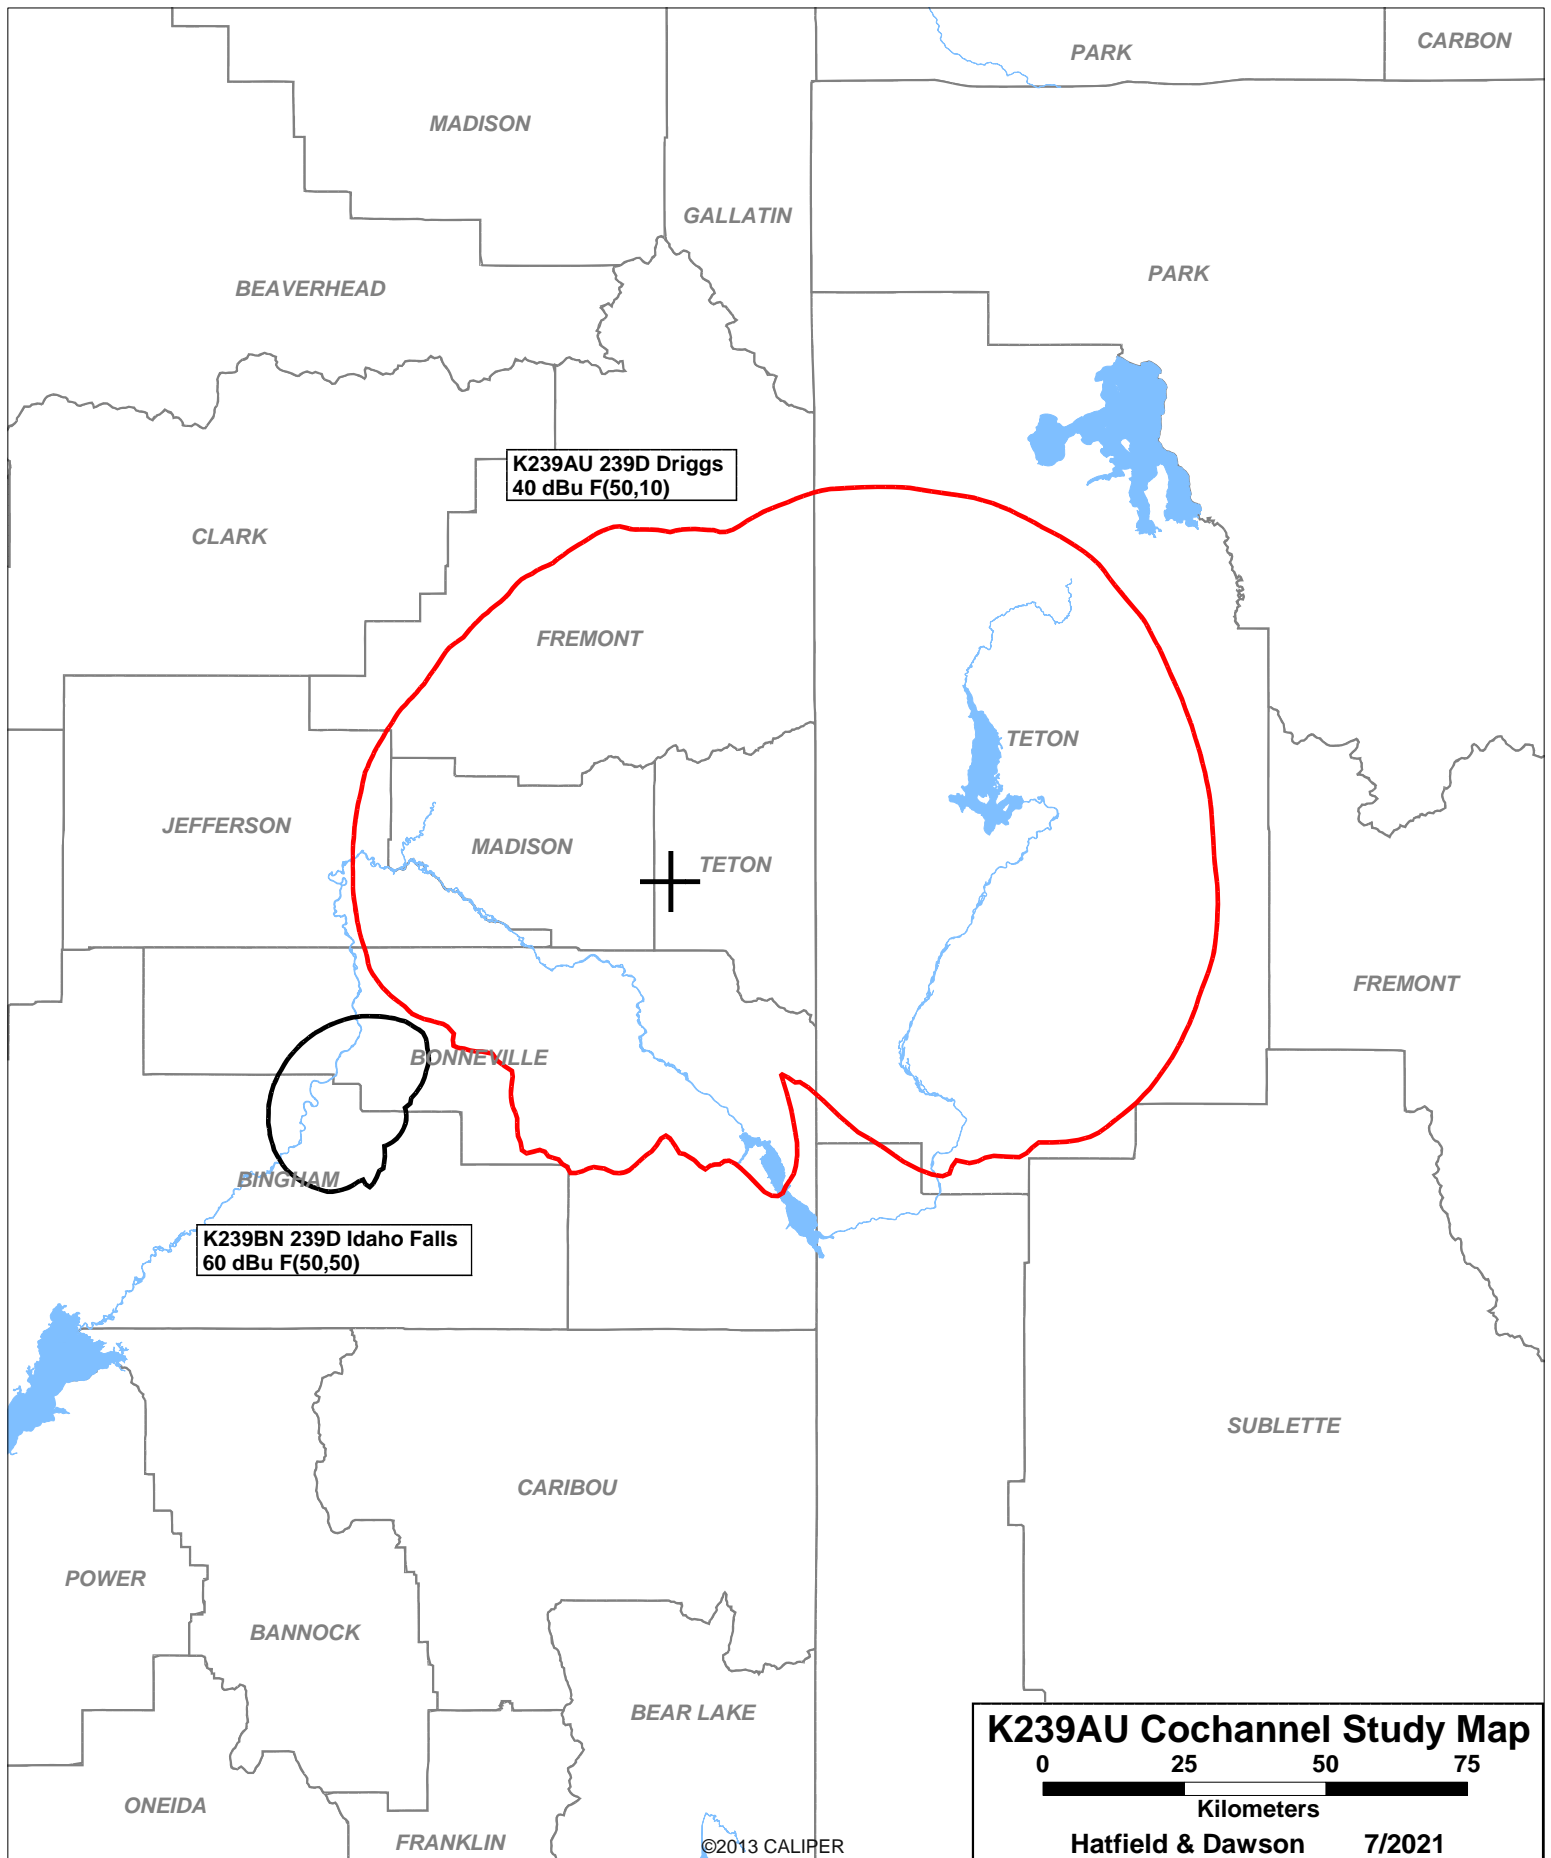 PARK
CARBON
MADISON
GALLATIN
PARK
BEAVERHEAD
K239AU 239D Driggs
40 dBu F(50,10)
CLARK
FREMONT
TETON
JEFFERSON
MADISON
TETON
FREMONT
BONNEVILLE
BINGHAM
K239BN 239D Idaho Falls
60 dBu F(50,50)
SUBLETTE
CARIBOU
POWER
BANNOCK
BEAR LAKE
ONEIDA
FRANKLIN
©2013 CALIPER
K239AU Cochannel Study Map
0 25 50 75
Kilometers
Hatfield & Dawson 7/2021